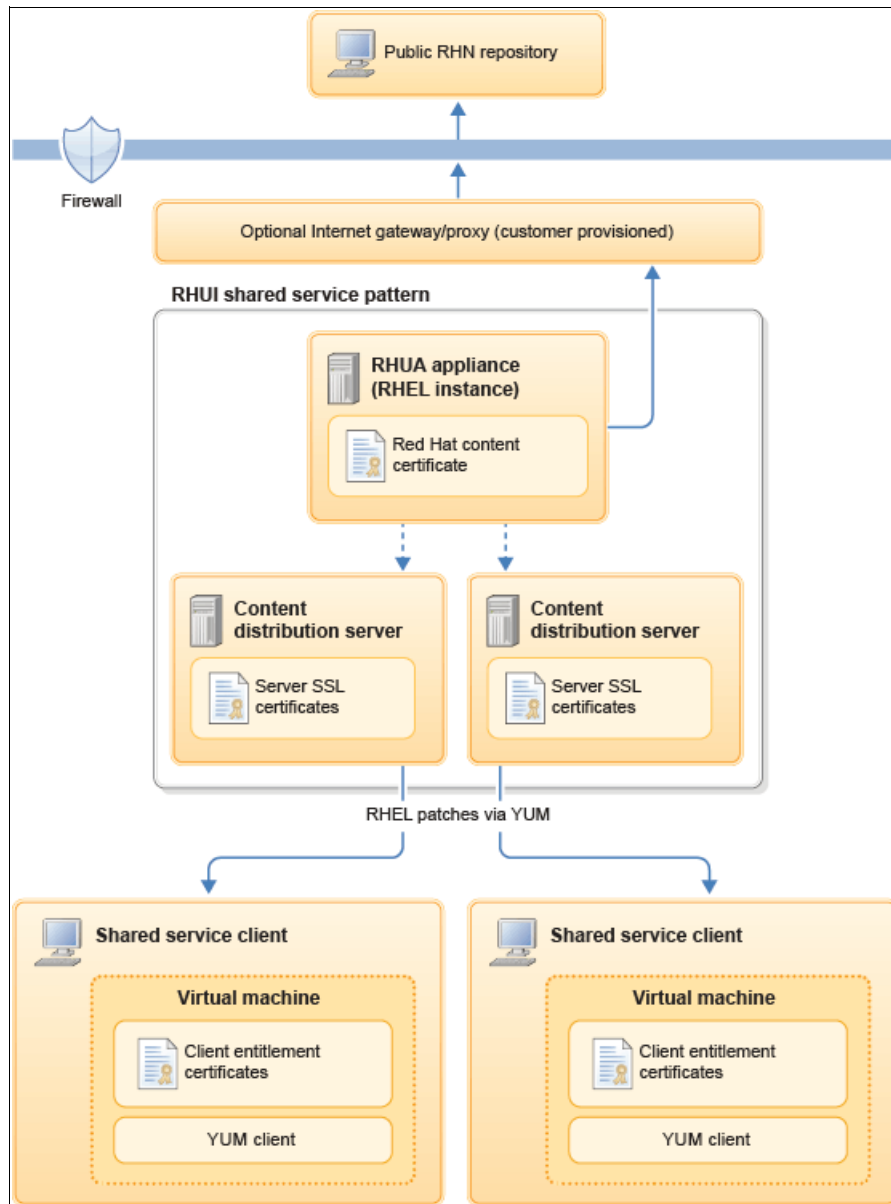 Public RHN repository
Firewall
Optional Internet gateway/proxy (customer provisioned)
RHUI shared service pattern
RHUA appliance
(RHEL instance)
Red Hat content
certificate
Content
distribution server
Server SSL
certificates
Content
distribution server
Server SSL
certificates
RHEL patches via YUM
Shared service client
Virtual machine
Client entitlement
certificates
YUM client
Shared service client
Virtual machine
Client entitlement
certificates
YUM client